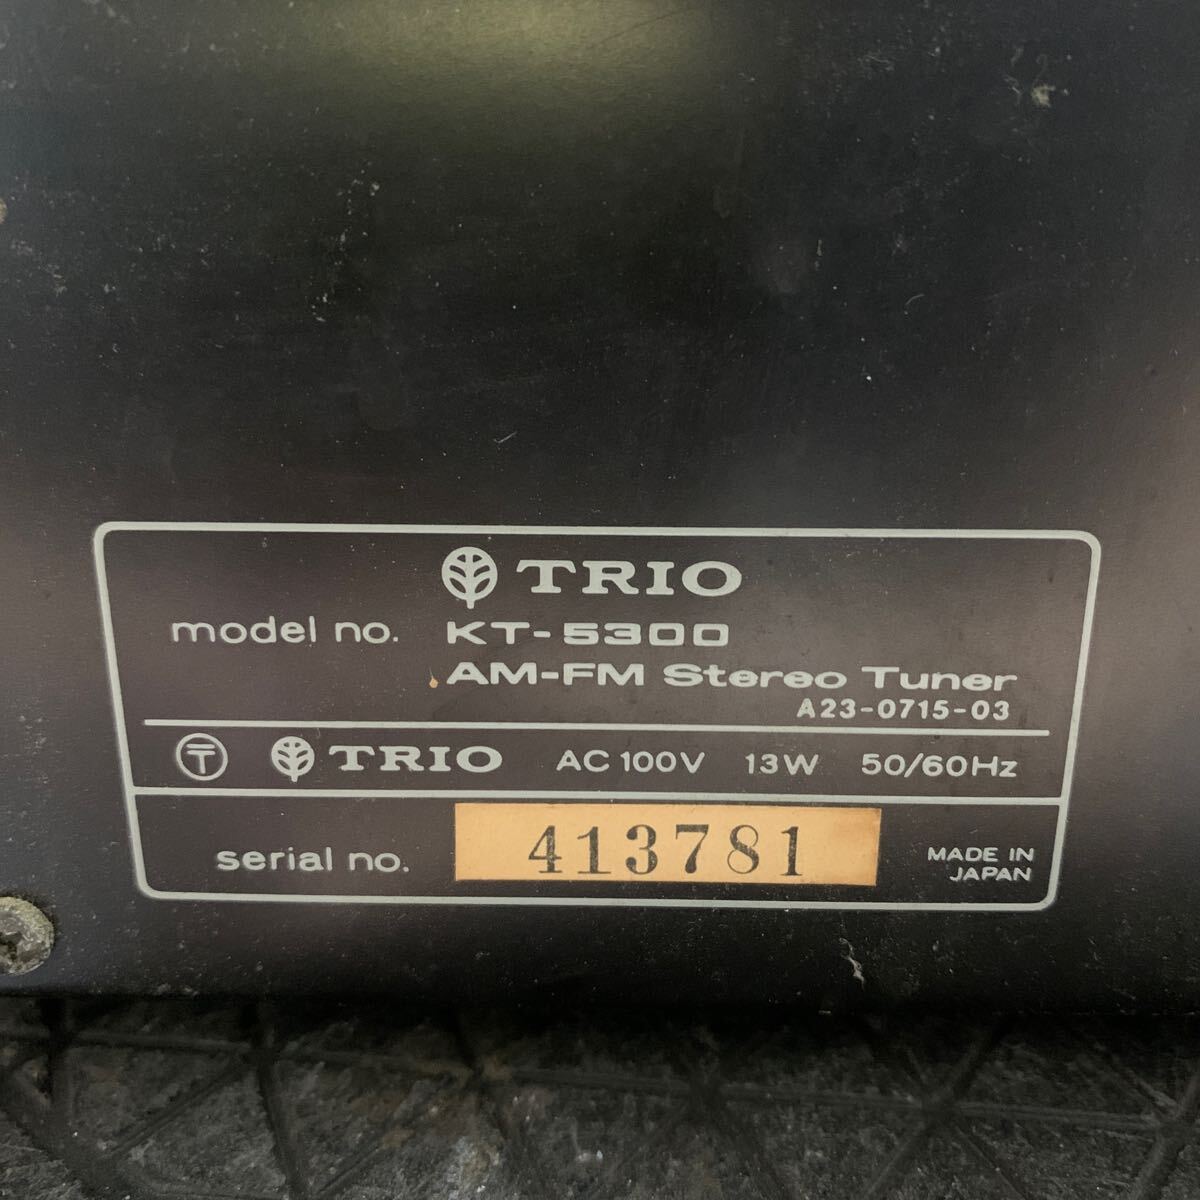 TRIO
model no. KT-5300
AM-FM Stereo Tuner
A23-0715-03
〒 TRIO AC 100V 13W 50/60Hz
serial no. 413781 MADE IN
JAPAN